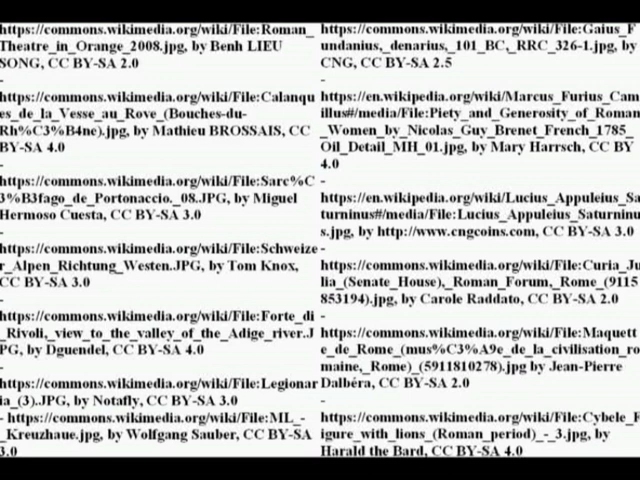 https://commons.wikimedia.org/wiki/File:Roman_
Theatre_in_Orange_2008.jpg, by Benh LIEU
SONG, CC BY-SA 2.0
-
https://commons.wikimedia.org/wiki/File:Calanqu
es_de_la_Vesse_au_Rove_(Bouches-du-
Rh%C3%B4ne).jpg, by Mathieu BROSSAIS, CC
BY-SA 4.0
-
https://commons.wikimedia.org/wiki/File:Sarc%C
3%B3fago_de_Portonaccio._08.JPG, by Miguel
Hermoso Cuesta, CC BY-SA 3.0
-
https://commons.wikimedia.org/wiki/File:Schweize
r_Alpen_Richtung_Westen.JPG, by Tom Knox,
CC BY-SA 3.0
-
https://commons.wikimedia.org/wiki/File:Forte_di
_Rivoli,_view_to_the_valley_of_the_Adige_river.J
PG, by Dguendel, CC BY-SA 4.0
-
https://commons.wikimedia.org/wiki/File:Legionar
ia_(3).JPG, by Notafly, CC BY-SA 3.0
- https://commons.wikimedia.org/wiki/File:ML_-
_Kreuzhaue.jpg, by Wolfgang Sauber, CC BY-SA
3.0
https://commons.wikimedia.org/wiki/File:Gaius_F
undanius,_denarius,_101_BC,_RRC_326-1.jpg, by
CNG, CC BY-SA 2.5
-
https://en.wikipedia.org/wiki/Marcus_Furius_Cam
illus#/media/File:Piety_and_Generosity_of_Roman
_Women_by_Nicolas_Guy_Brenet_French_1785_
Oil_Detail_MH_01.jpg, by Mary Harrsch, CC BY
4.0
-
https://en.wikipedia.org/wiki/Lucius_Appuleius_Sa
turninus#/media/File:Lucius_Appuleius_Saturninu
s.jpg, by http://www.cngcoins.com, CC BY-SA 3.0
-
https://commons.wikimedia.org/wiki/File:Curia_Ju
lia_(Senate_House),_Roman_Forum,_Rome_(9115
853194).jpg, by Carole Raddato, CC BY-SA 2.0
-
https://commons.wikimedia.org/wiki/File:Maquett
e_de_Rome_(mus%C3%A9e_de_la_civilisation_ro
maine,_Rome)_(5911810278).jpg by Jean-Pierre
Dalbéra, CC BY-SA 2.0
-
https://commons.wikimedia.org/wiki/File:Cybele_F
igure_with_lions_(Roman_period)_-_3.jpg, by
Harald the Bard, CC BY-SA 4.0